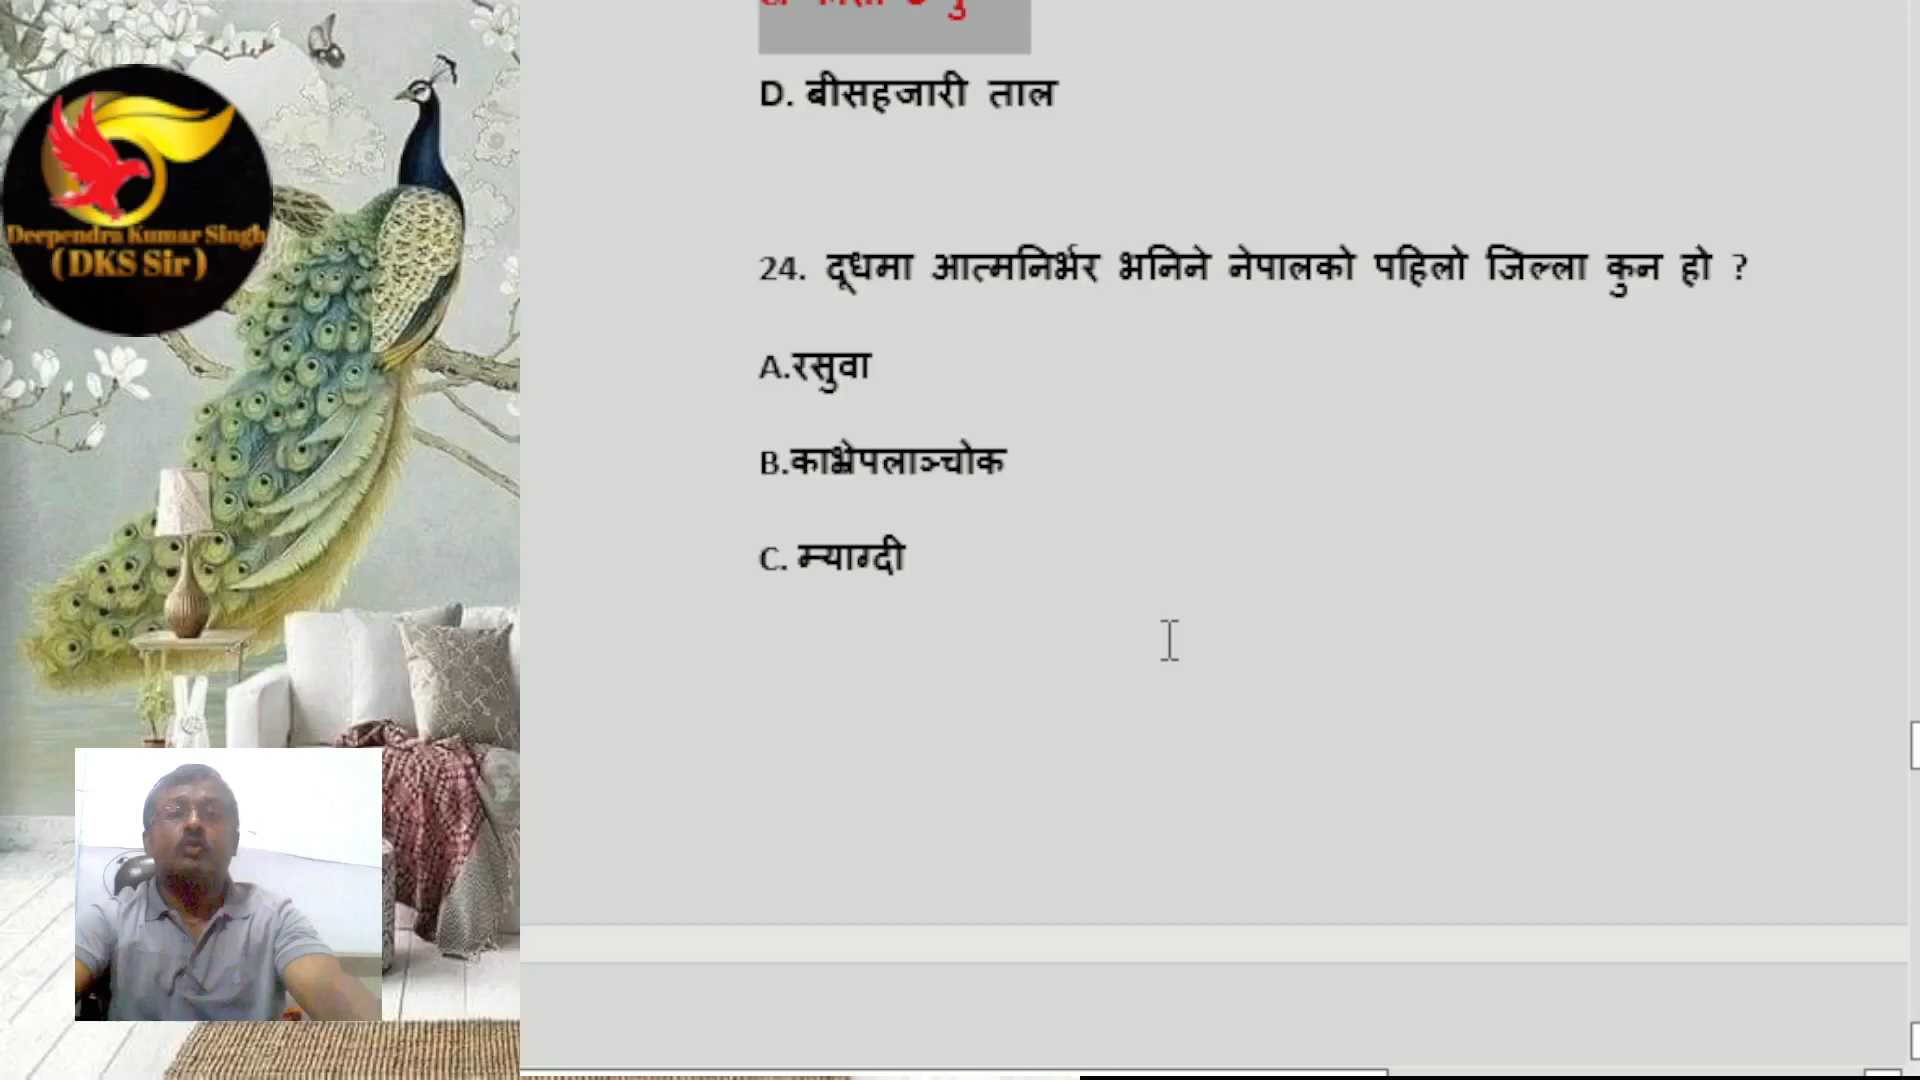 Deependra Kumar Singh
(DKS Sir)
D. बीसहजारी ताल
24. दूधमा आत्मनिर्भर भनिने नेपालको पहिलो जिल्ला कुन हो ?
A.रसुवा
B.काभ्रेपलाञ्चोक
C. म्याग्दी